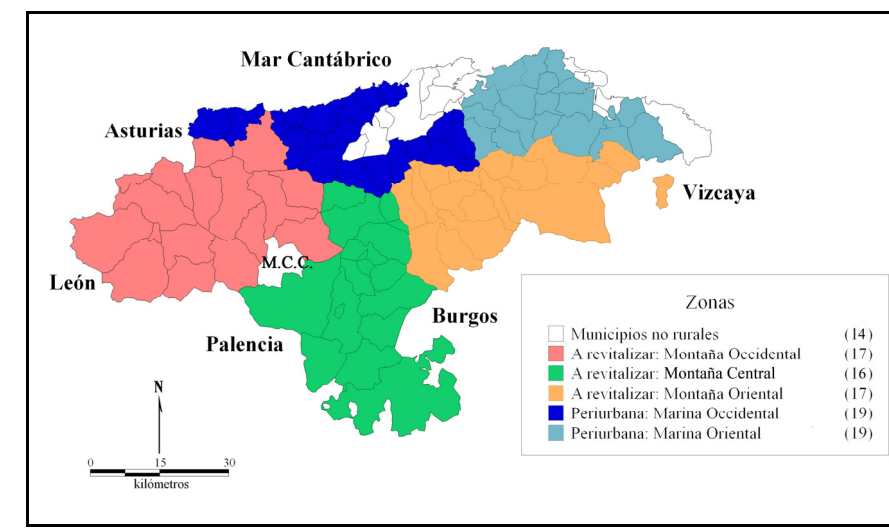 Mar Cantábrico
Asturias
Vizcaya
M.C.C.
León
Burgos
Palencia
Zonas
Municipios no rurales (14)
A revitalizar: Montaña Occidental (17)
A revitalizar: Montaña Central (16)
A revitalizar: Montaña Oriental (17)
Periurbana: Marina Occidental (19)
Periurbana: Marina Oriental (19)
N
0 15 30
kilómetros